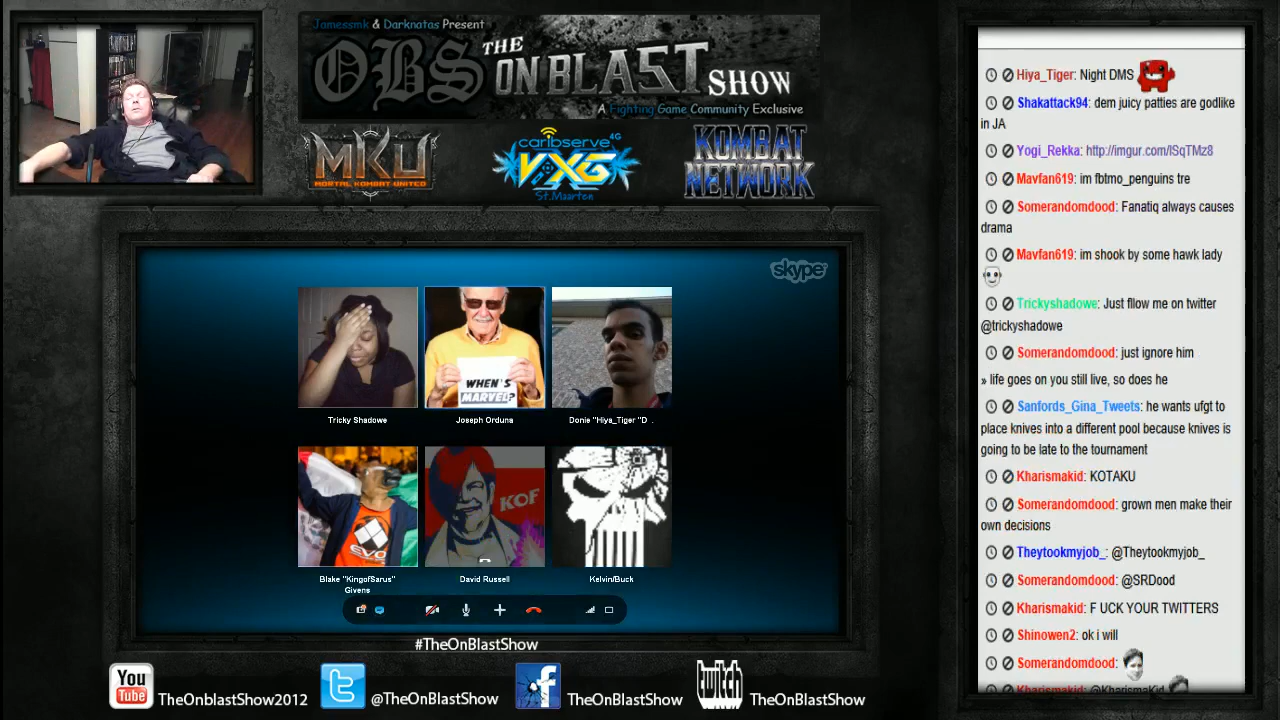 Jamessmk & Darknatas Present
OBS THE ON BLAST SHOW
A Fighting Game Community Exclusive
MKU
MORTAL KOMBAT UNITED
caribserve 4G
VXG
St.Maarten
KOMBAT
NETWORK
skype
WHEN'S
MARVEL?
Tricky Shadowe
Joseph Orduna
Donie "Hiya_Tiger "D .
EVO
KOF
Blake "KingofSarus"
Givens
David Russell
Kelvin/Buck
#TheOnBlastShow
You
Tube
TheOnblastShow2012
@TheOnBlastShow
TheOnBlastShow
twitch
TheOnBlastShow
Hiya_Tiger: Night DMS
Shakattack94: dem juicy patties are godlike
in JA
Yogi_Rekka: http://imgur.com/lSqTMz8
Mavfan619: im fbtmo_penguins tre
Somerandomdood: Fanatiq always causes
drama
Mavfan619: im shook by some hawk lady
Trickyshadowe: Just fllow me on twitter
@trickyshadowe
Somerandomdood: just ignore him
» life goes on you still live, so does he
Sanfords_Gina_Tweets: he wants ufgt to
place knives into a different pool because knives is
going to be late to the tournament
Kharismakid: KOTAKU
Somerandomdood: grown men make their
own decisions
Theytookmyjob_: @Theytookmyjob_
Somerandomdood: @SRDood
Kharismakid: F UCK YOUR TWITTERS
Shinowen2: ok i will
Somerandomdood:
Kharismakid: @KharismaKid